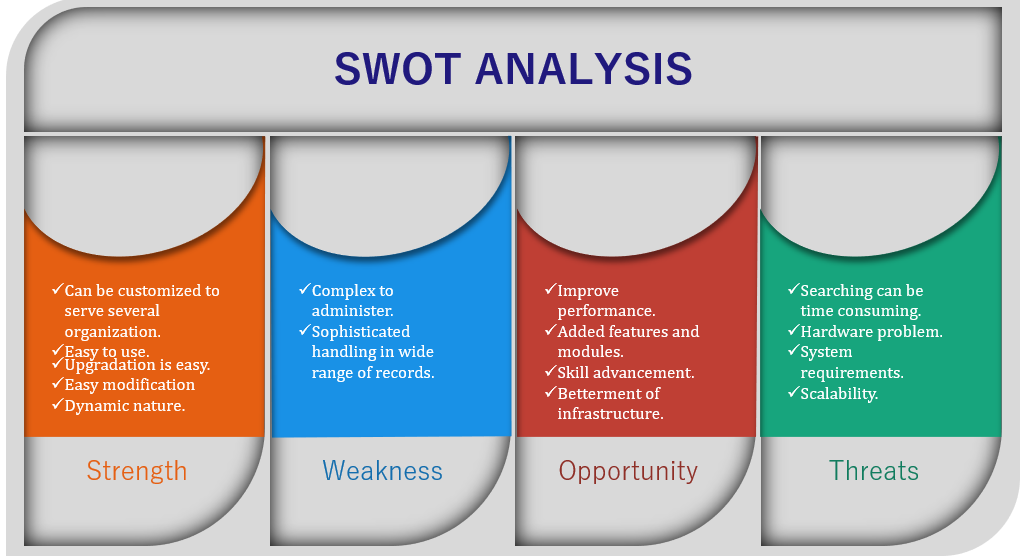 SWOT ANALYSIS
✓Can be customized to
serve several
organization.
✓Easy to use.
✓Upgradation is easy.
✓Easy modification
✓Dynamic nature.
Strength
✓Complex to
administer.
✓Sophisticated
handling in wide
range of records.
Weakness
✓Improve
performance.
✓Added features and
modules.
✓Skill advancement.
✓Betterment of
infrastructure.
Opportunity
✓Searching can be
time consuming.
✓Hardware problem.
✓System
requirements.
✓Scalability.
Threats